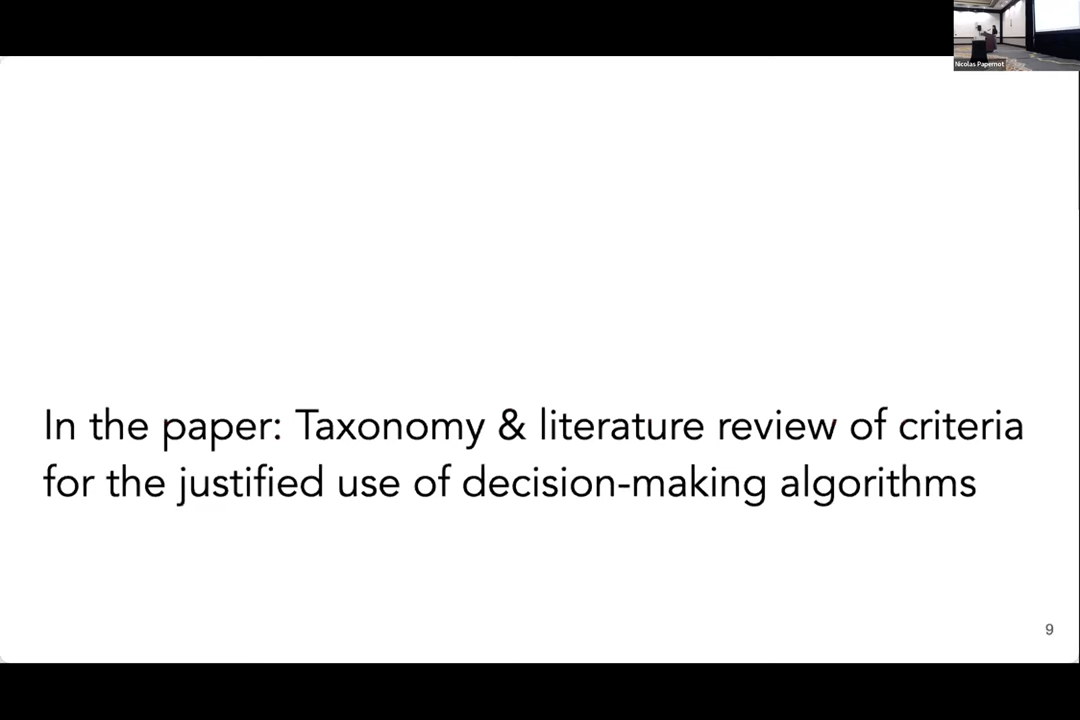 Nicolas Papernot
In the paper: Taxonomy & literature review of criteria
for the justified use of decision-making algorithms
9